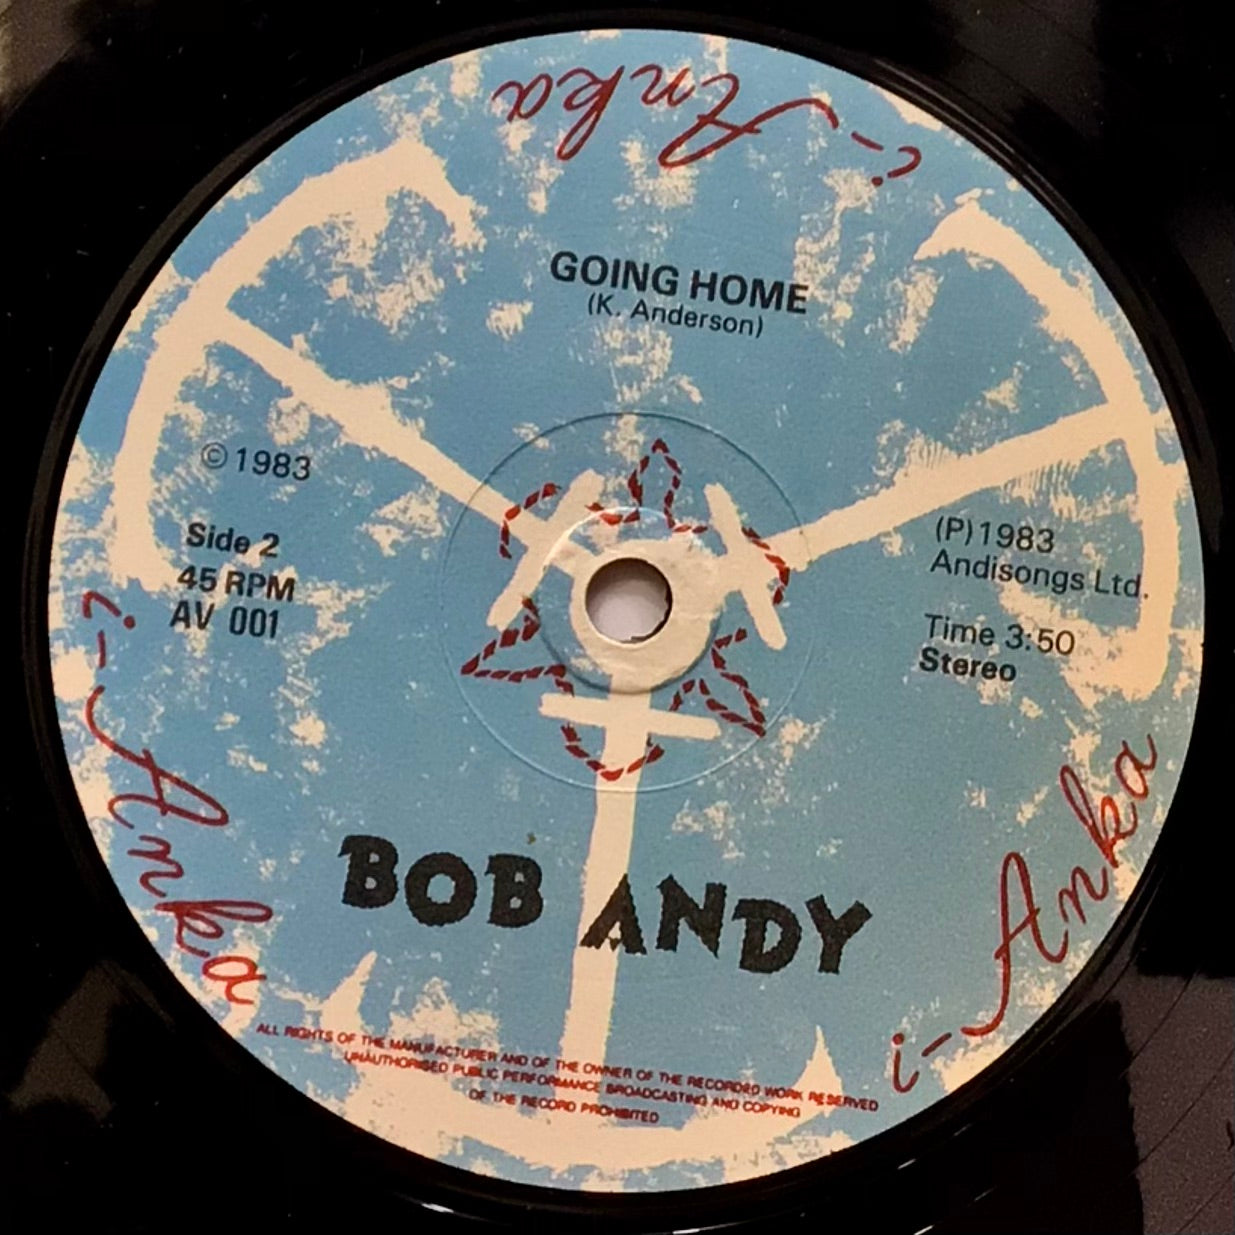 i-Anka
GOING HOME
(K. Anderson)
© 1983
Side 2
45 RPM
AV 001
(P) 1983
Andisongs Ltd.
Time 3:50
Stereo
i-Anka
i-Anka
BOB ANDY
ALL RIGHTS OF THE MANUFACTURER AND OF THE OWNER OF THE RECORDED WORK RESERVED
UNAUTHORISED PUBLIC PERFORMANCE BROADCASTING AND COPYING
OF THE RECORD PROHIBITED